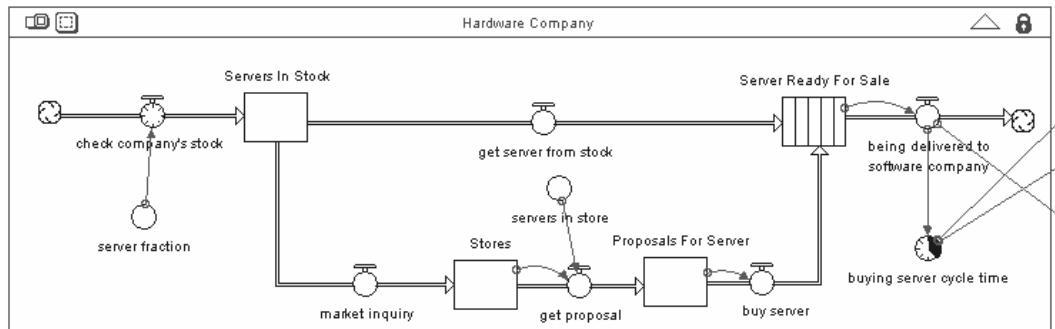 Hardware Company
Servers In Stock
Server Ready For Sale
check company's stock
get server from stock
being delivered to
software company
servers in store
server fraction
Stores
Proposals For Server
buying server cycle time
market inquiry
get proposal
buy server